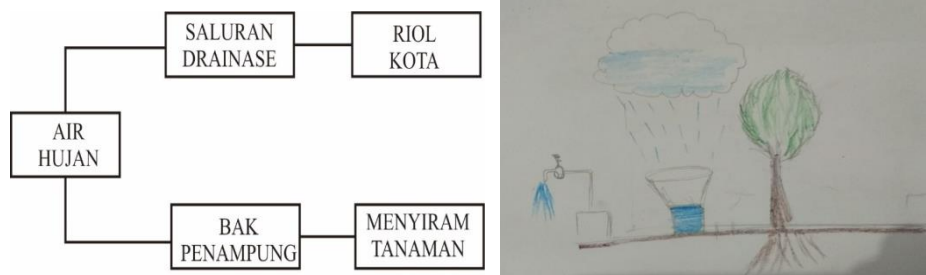 SALURAN
DRAINASE
RIOL
KOTA
AIR
HUJAN
BAK
PENAMPUNG
MENYIRAM
TANAMAN